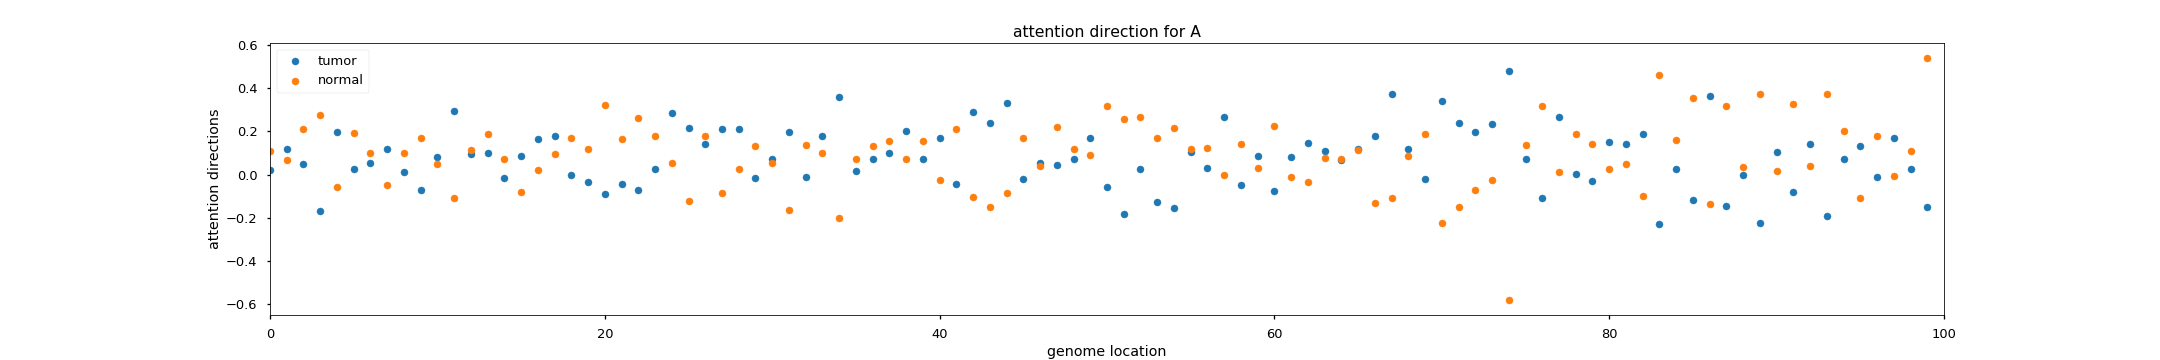 attention direction for A
tumor
normal
attention directions
0.6
0.4
0.2
0.0
−0.2
−0.4
−0.6
0 20 40 60 80 100
genome location